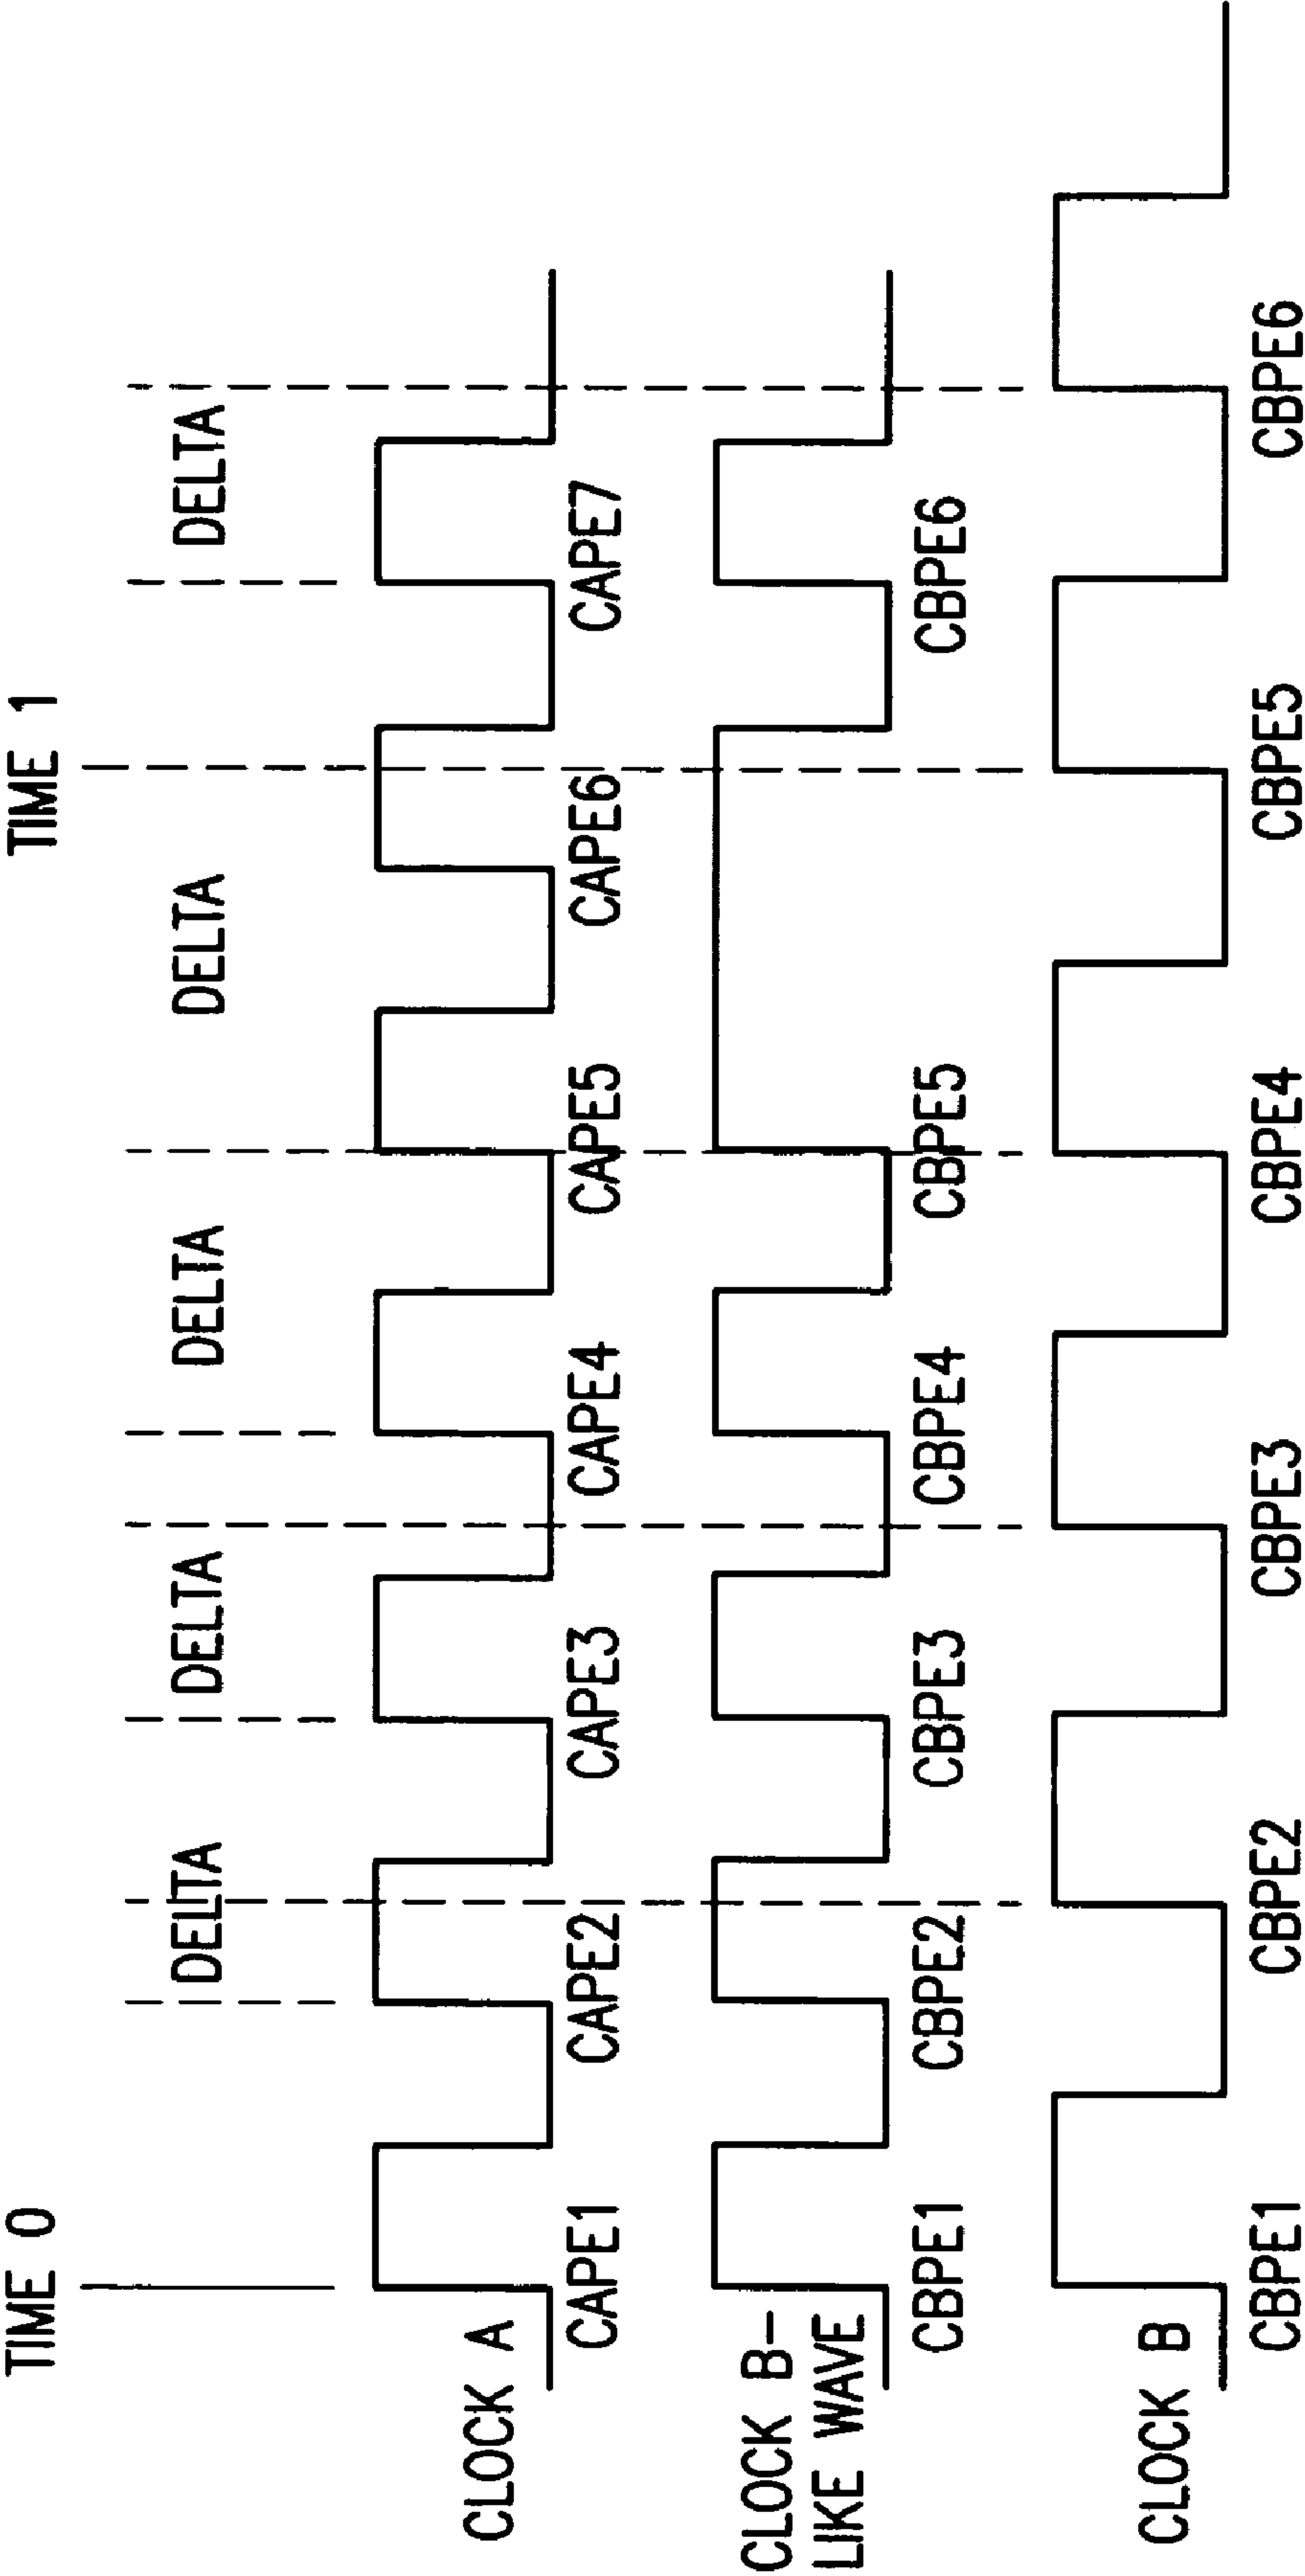 TIME 0
TIME 1
DELTA
DELTA
DELTA
DELTA
DELTA
CLOCK A
CAPE1
CAPE2
CAPE3
CAPE4
CAPE5
CAPE6
CAPE7
CLOCK B-
LIKE WAVE
CBPE1
CBPE2
CBPE3
CBPE4
CBPE5
CBPE6
CLOCK B
CBPE1
CBPE2
CBPE3
CBPE4
CBPE5
CBPE6